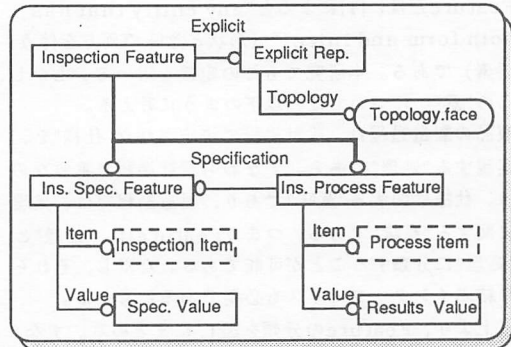 Explicit
Inspection Feature
Explicit Rep.
Topology
Topology.face
Specification
Ins. Spec. Feature
Ins. Process Feature
Item
Inspection Item
Item
Process item
Value
Spec. Value
Value
Results Value